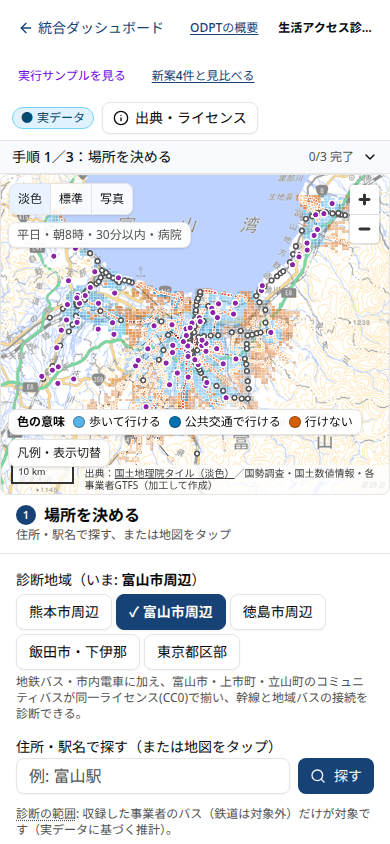 ← 統合ダッシュボード ODPTの概要 生活アクセス診...
実行サンプルを見る 新案4件と見比べる
実データ 出典・ライセンス
手順 1／3：場所を決める 0/3 完了
淡色 標準 写真
平日・朝8時・30分以内・病院
山 湾
+
−
E8
E8
·1238
色の意味 歩いて行ける 公共交通で行ける 行けない
富 山
凡例・表示切替
10 km
·1145
出典：国土地理院タイル（淡色）／国勢調査・国土数値情報・各
事業者GTFS（加工して作成）
1 場所を決める
住所・駅名で探す、または地図をタップ
診断地域（いま: 富山市周辺）
熊本市周辺 ✓ 富山市周辺 徳島市周辺
飯田市・下伊那 東京都区部
地鉄バス・市内電車に加え、富山市・上市町・立山町のコミュニ
ティバスが同一ライセンス(CC0)で揃い、幹線と地域バスの接続を
診断できる。
住所・駅名で探す（または地図をタップ）
例: 富山駅 探す
診断の範囲: 収録した事業者のバス（鉄道は対象外）だけが対象で
す（実データに基づく推計）。